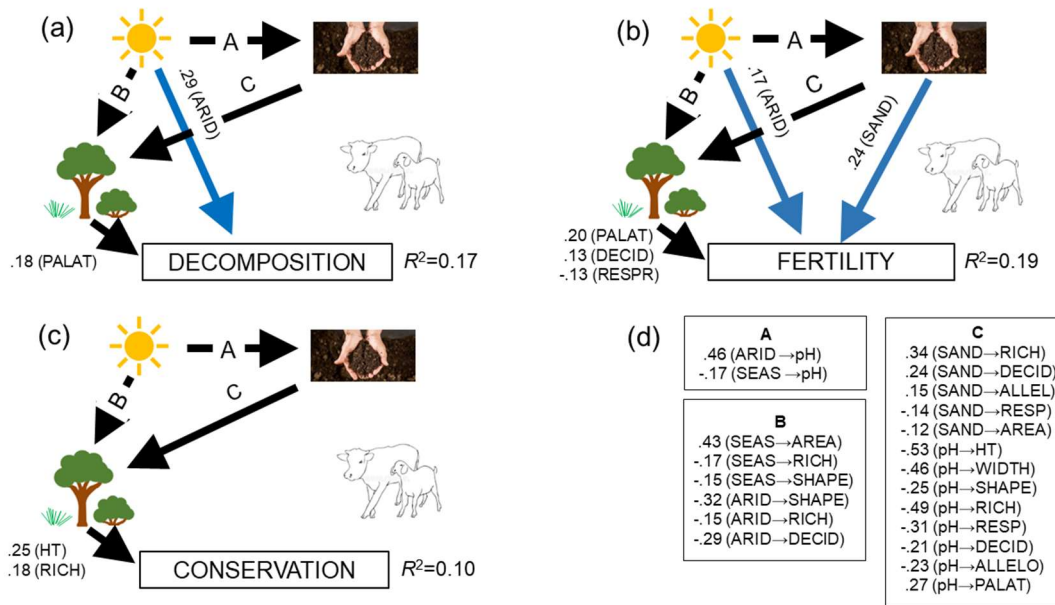 (a)
A
B
C
.29 (ARID)
.18 (PALAT)
DECOMPOSITION
R²=0.17
(b)
A
B
C
.17 (ARID)
.24 (SAND)
.20 (PALAT)
.13 (DECID)
-.13 (RESPR)
FERTILITY
R²=0.19
(c)
A
B
C
.25 (HT)
.18 (RICH)
CONSERVATION
R²=0.10
(d)
A
.46 (ARID→pH)
-.17 (SEAS→pH)
B
.43 (SEAS→AREA)
-.17 (SEAS→RICH)
-.15 (SEAS→SHAPE)
-.32 (ARID→SHAPE)
-.15 (ARID→RICH)
-.29 (ARID→DECID)
C
.34 (SAND→RICH)
.24 (SAND→DECID)
.15 (SAND→ALLEL)
-.14 (SAND→RESP)
-.12 (SAND→AREA)
-.53 (pH→HT)
-.46 (pH→WIDTH)
-.25 (pH→SHAPE)
-.49 (pH→RICH)
-.31 (pH→RESP)
-.21 (pH→DECID)
-.23 (pH→ALLELO)
.27 (pH→PALAT)